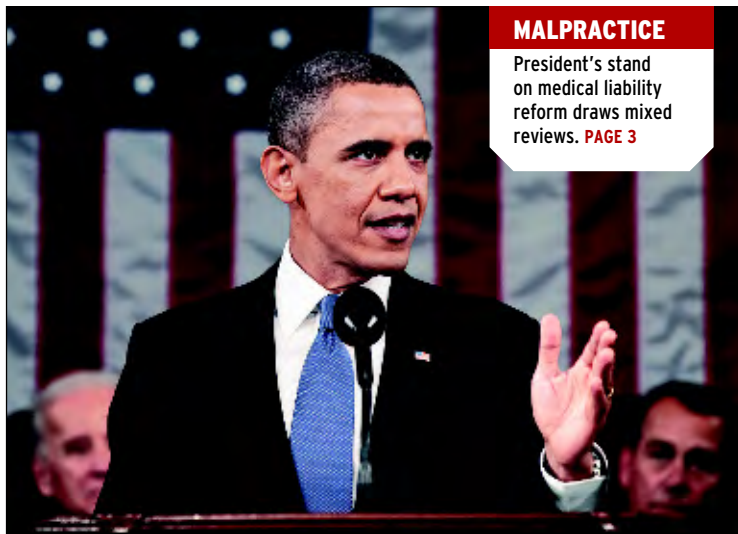 MALPRACTICE
President's stand
on medical liability
reform draws mixed
reviews. PAGE 3